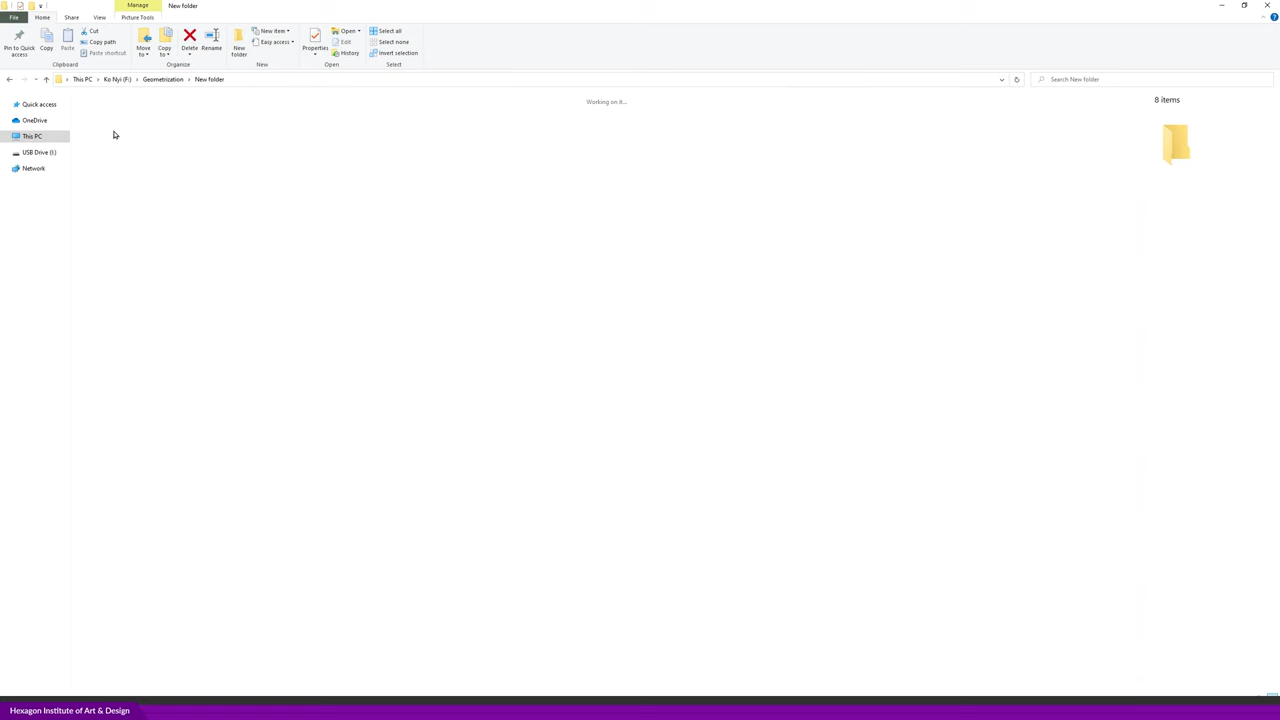 Manage
New folder
File
Home
Share
View
Picture Tools
Pin to Quick access
Copy
Paste
Cut
Copy path
Paste shortcut
Clipboard
Move to
Copy to
Delete
Rename
Organize
New folder
New item
Easy access
New
Properties
Open
Edit
History
Open
Select all
Select none
Invert selection
Select
This PC
Ko Nyi (F:)
Geometrization
New folder
Search New folder
Quick access
OneDrive
This PC
USB Drive (I:)
Network
Working on it...
8 items
Hexagon Institute of Art & Design